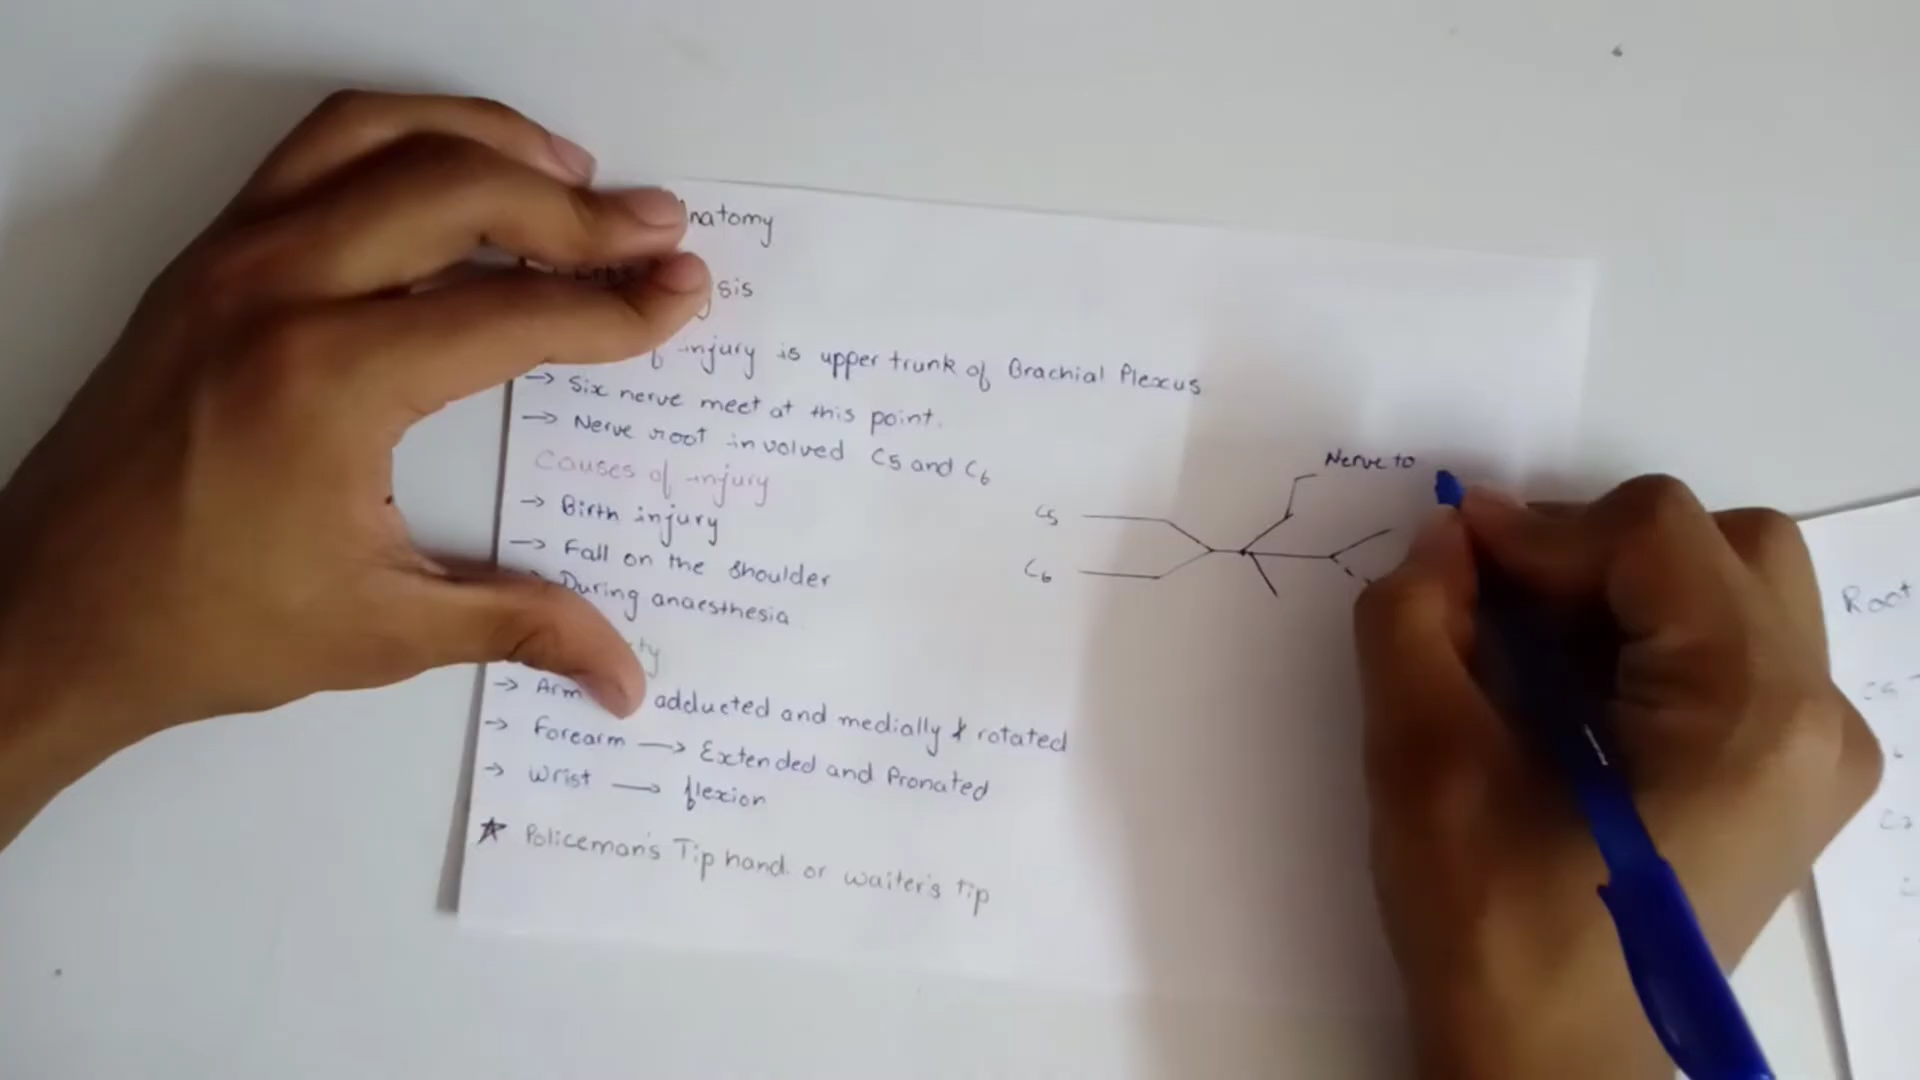 natomy
sis
injury is upper trunk of Brachial Plexus
→ Six nerve meet at this point.
→ Nerve root involved C5 and C6
Causes of injury
→ Birth injury
→ Fall on the shoulder
During anaesthesia
ty
→ Arm adducted and medially rotated
→ Forearm → Extended and Pronated
→ Wrist → flexion
★ Policeman's Tip hand. or waiter's tip
Nerve to
C5
C6
Root